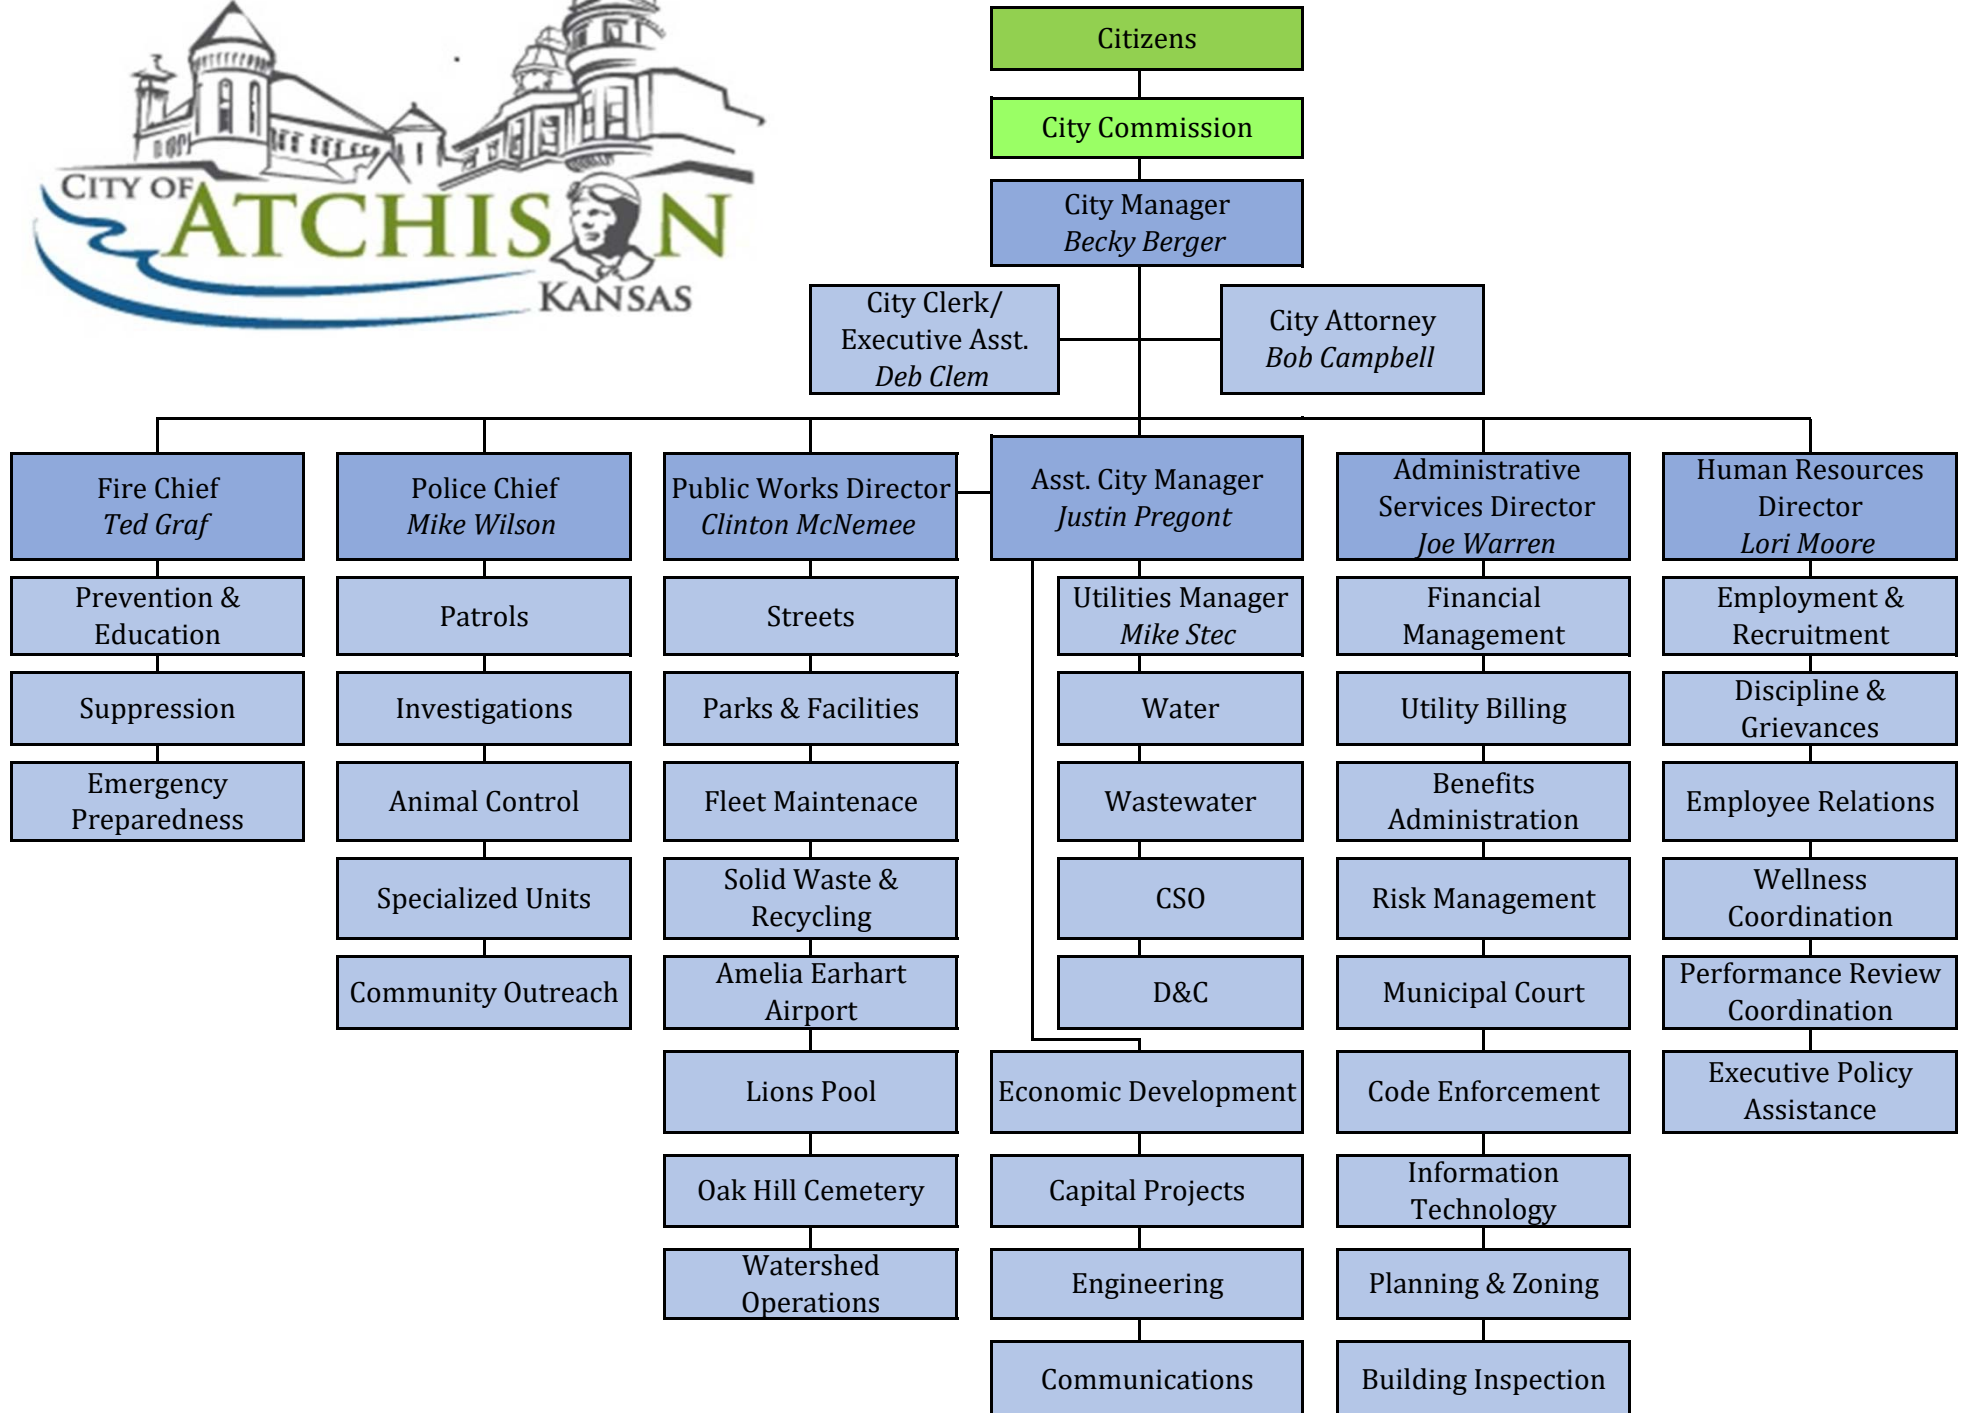 CITY OF
ATCHISON
KANSAS
Citizens
City Commission
City Manager
Becky Berger
City Clerk/
Executive Asst.
Deb Clem
City Attorney
Bob Campbell
Fire Chief
Ted Graf
Prevention &
Education
Suppression
Emergency
Preparedness
Police Chief
Mike Wilson
Patrols
Investigations
Animal Control
Specialized Units
Community Outreach
Public Works Director
Clinton McNemee
Streets
Parks & Facilities
Fleet Maintenace
Solid Waste &
Recycling
Amelia Earhart
Airport
Lions Pool
Oak Hill Cemetery
Watershed
Operations
Asst. City Manager
Justin Pregont
Utilities Manager
Mike Stec
Water
Wastewater
CSO
D&C
Economic Development
Capital Projects
Engineering
Communications
Administrative
Services Director
Joe Warren
Financial
Management
Utility Billing
Benefits
Administration
Risk Management
Municipal Court
Code Enforcement
Information
Technology
Planning & Zoning
Building Inspection
Human Resources
Director
Lori Moore
Employment &
Recruitment
Discipline &
Grievances
Employee Relations
Wellness
Coordination
Performance Review
Coordination
Executive Policy
Assistance